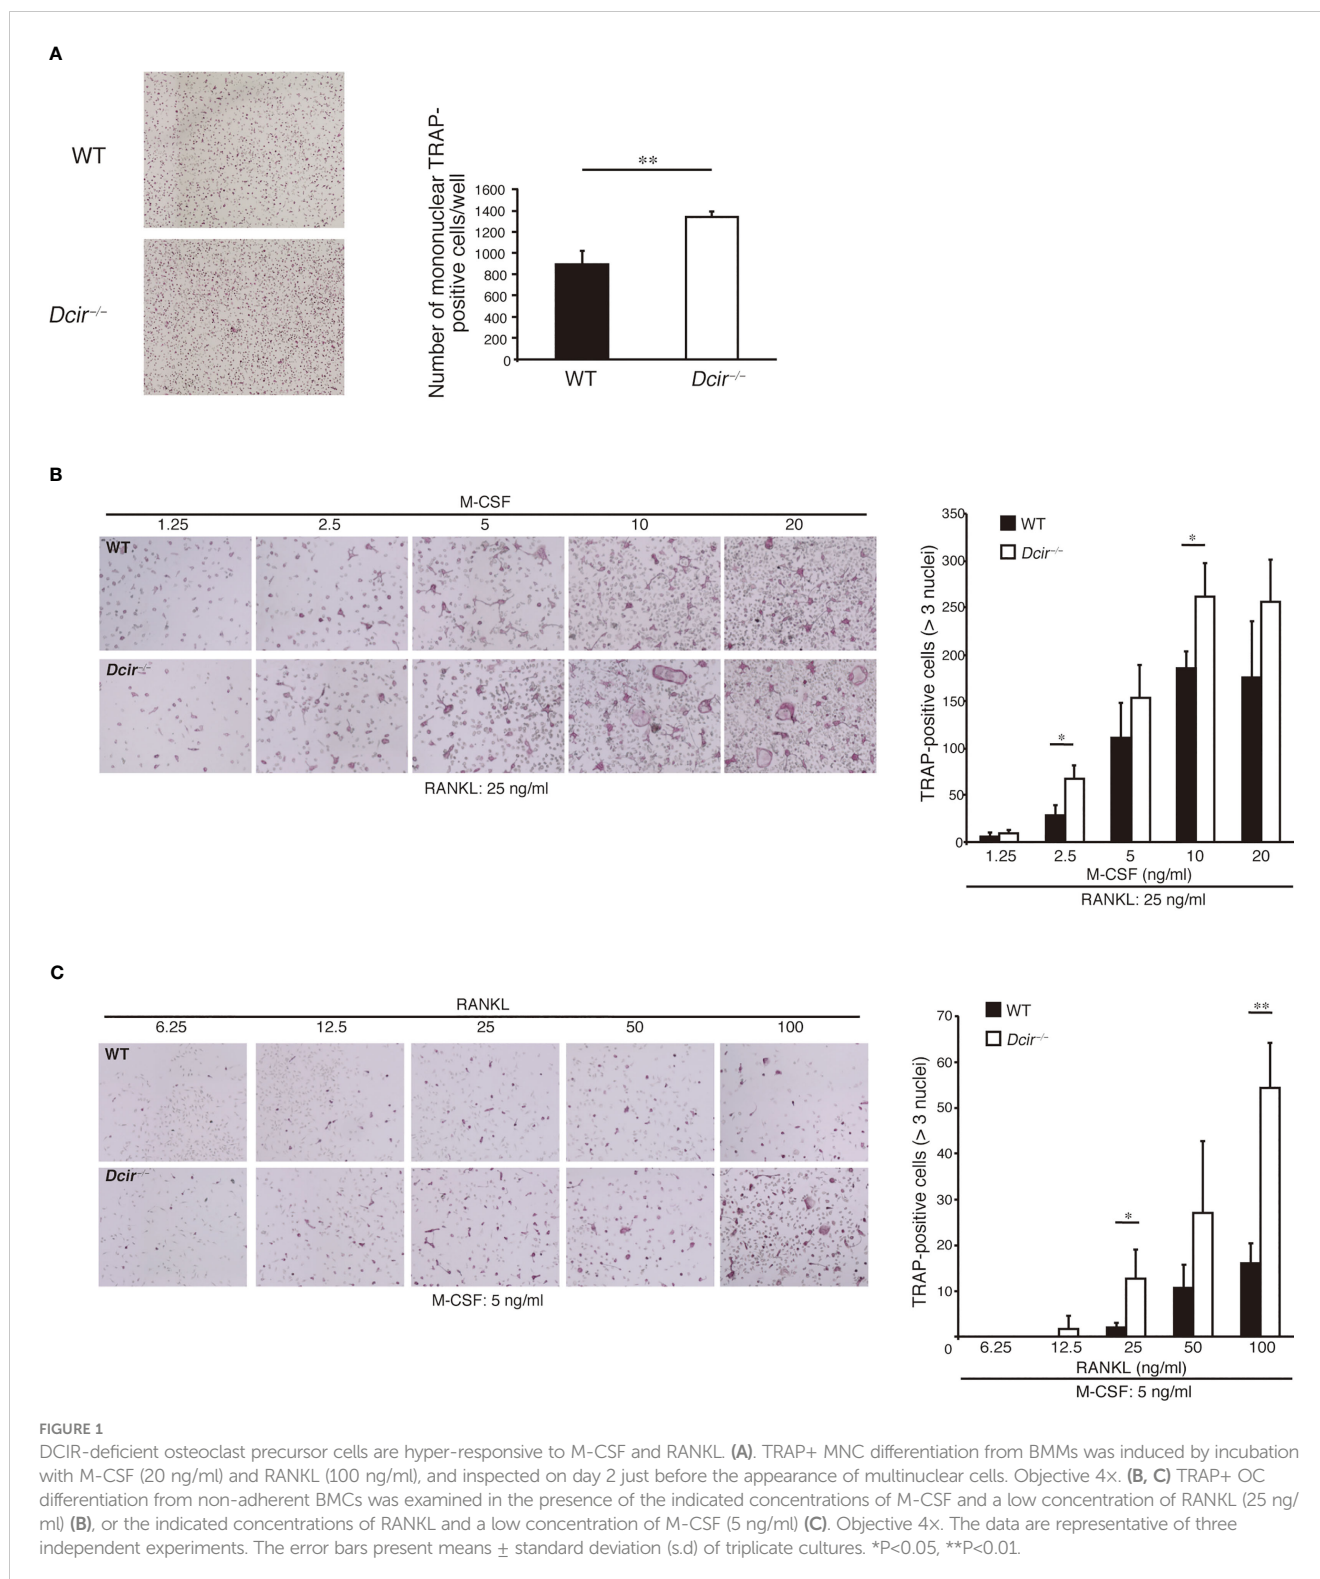 A
WT
Dcir⁻/⁻
Number of mononuclear TRAP-
positive cells/well
**
1600
1400
1200
1000
800
600
400
200
0
WT
Dcir⁻/⁻
B
M-CSF
1.25 2.5 5 10 20
WT
Dcir⁻/⁻
RANKL: 25 ng/ml
TRAP-positive cells (> 3 nuclei)
350
300
250
200
150
100
50
0
WT
Dcir⁻/⁻
*
*
1.25 2.5 5 10 20
M-CSF (ng/ml)
RANKL: 25 ng/ml
C
RANKL
6.25 12.5 25 50 100
WT
Dcir⁻/⁻
M-CSF: 5 ng/ml
TRAP-positive cells (> 3 nuclei)
70
60
50
40
30
20
10
0
WT
Dcir⁻/⁻
*
**
6.25 12.5 25 50 100
RANKL (ng/ml)
M-CSF: 5 ng/ml
FIGURE 1
DCIR-deficient osteoclast precursor cells are hyper-responsive to M-CSF and RANKL. (A). TRAP+ MNC differentiation from BMMs was induced by incubation
with M-CSF (20 ng/ml) and RANKL (100 ng/ml), and inspected on day 2 just before the appearance of multinuclear cells. Objective 4×. (B, C) TRAP+ OC
differentiation from non-adherent BMCs was examined in the presence of the indicated concentrations of M-CSF and a low concentration of RANKL (25 ng/
ml) (B), or the indicated concentrations of RANKL and a low concentration of M-CSF (5 ng/ml) (C). Objective 4×. The data are representative of three
independent experiments. The error bars present means ± standard deviation (s.d) of triplicate cultures. *P<0.05, **P<0.01.